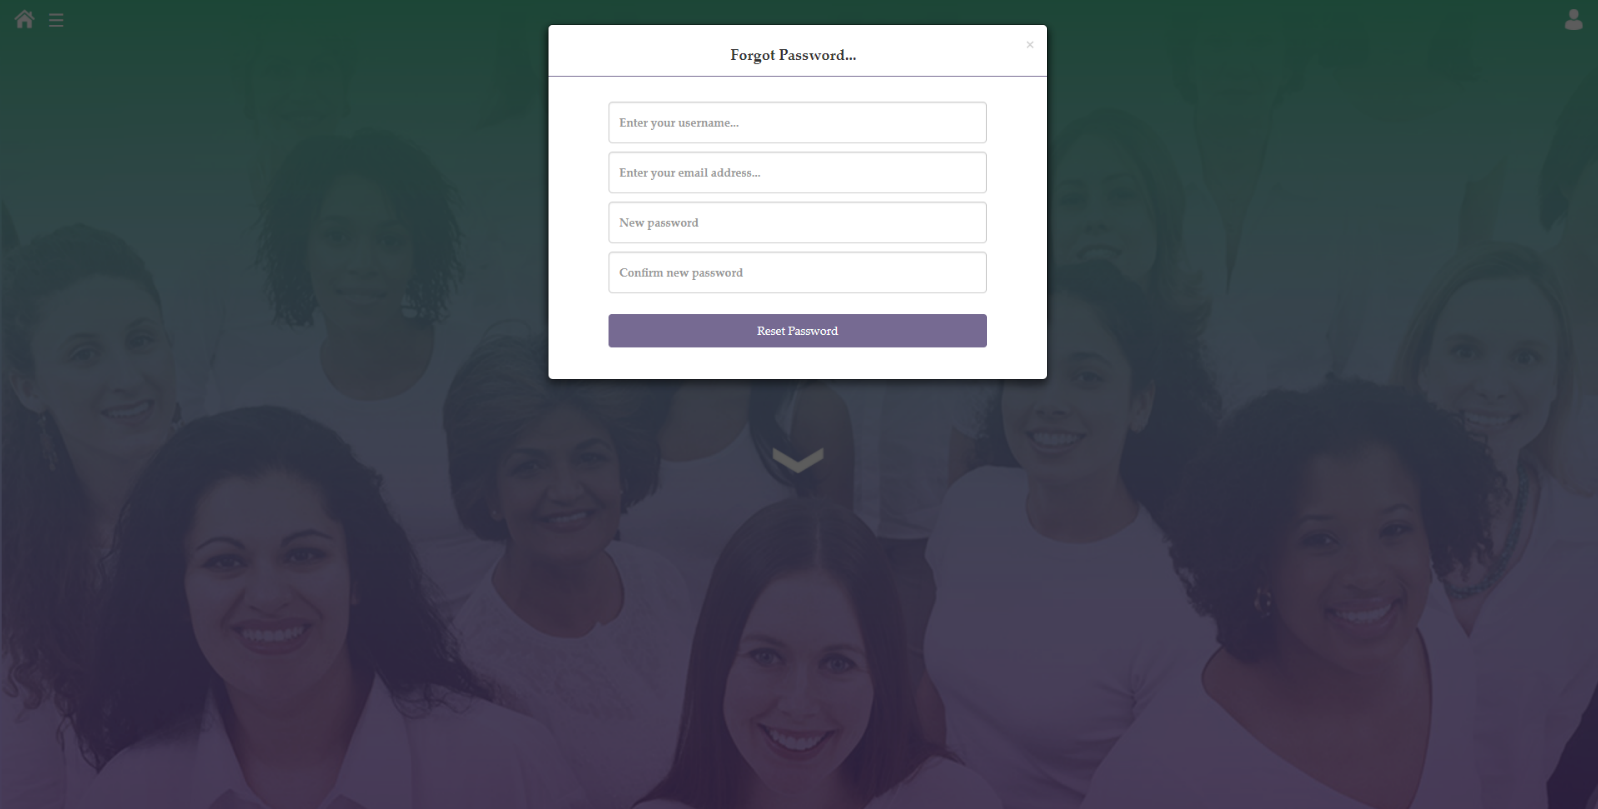 Forgot Password...
×
Enter your username...
Enter your email address...
New password
Confirm new password
Reset Password